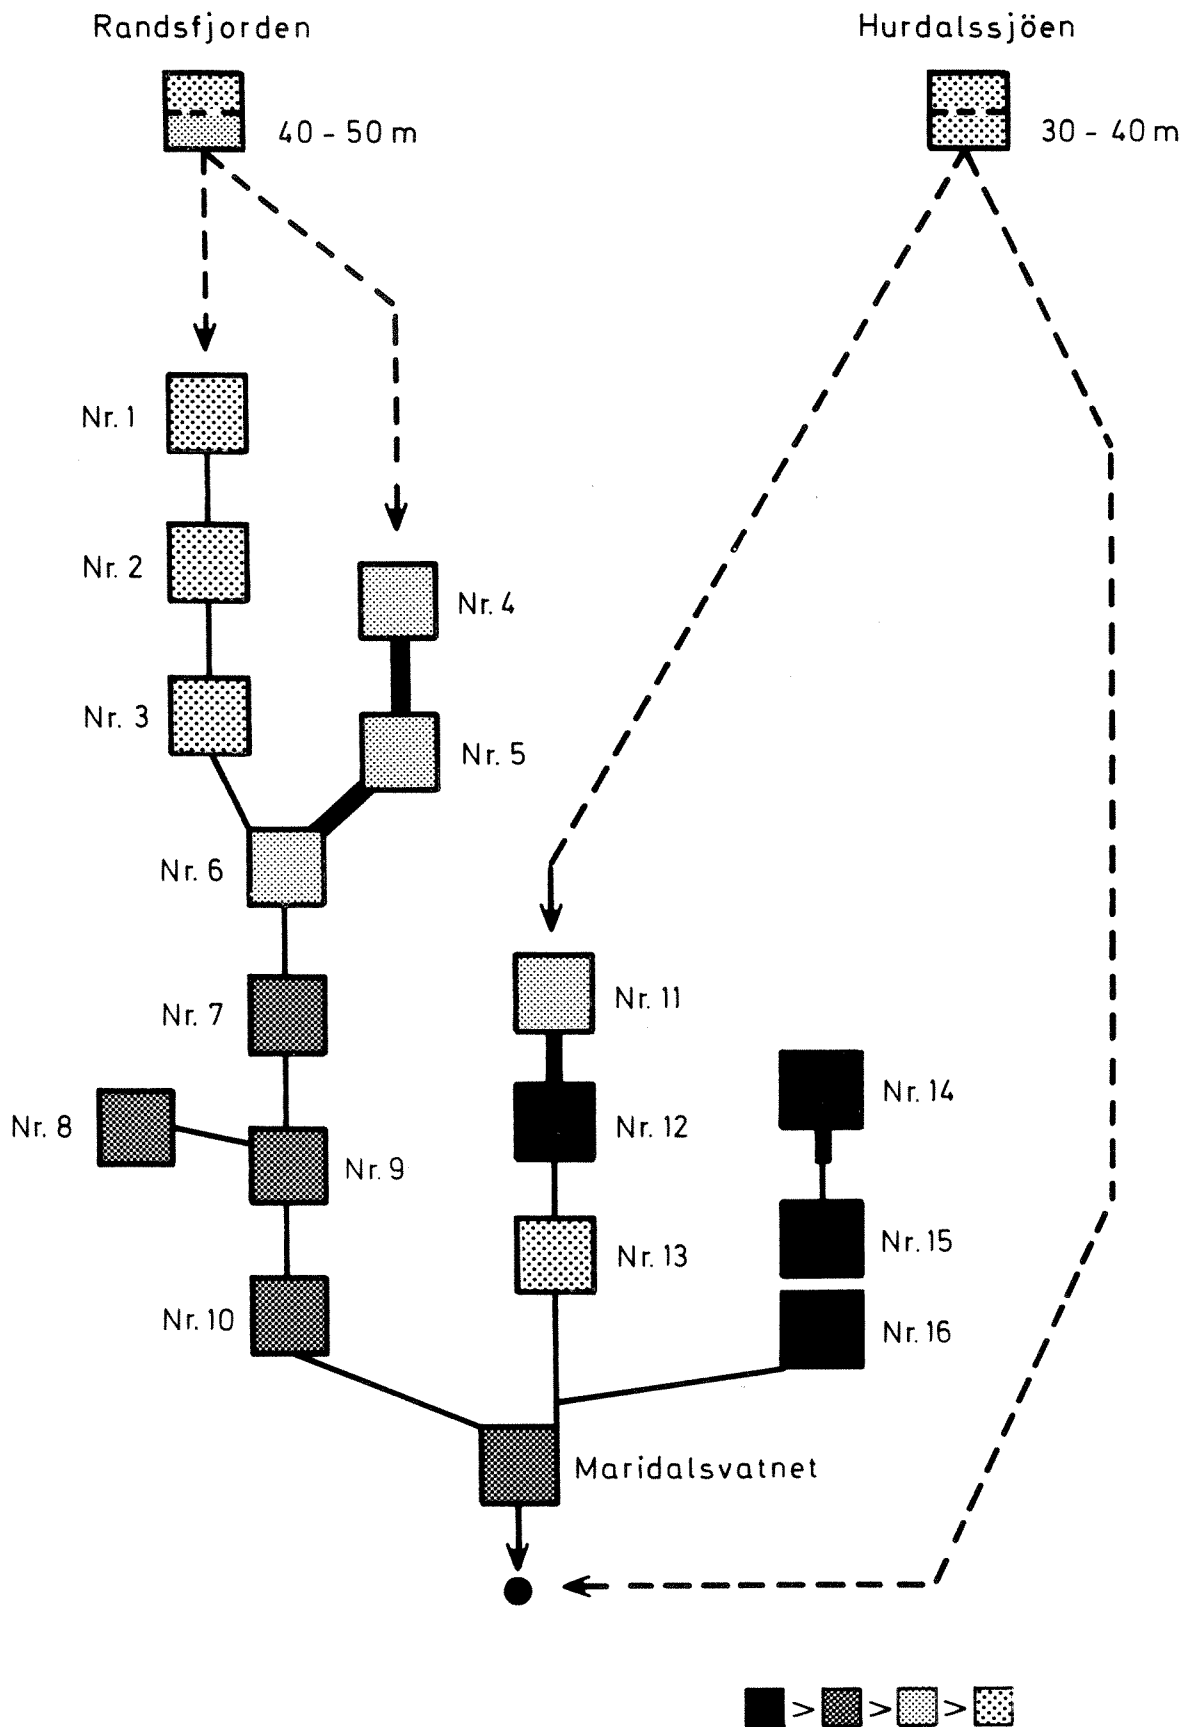 Randsfjorden
Hurdalssjöen
40 - 50 m
30 - 40 m
Nr. 1
Nr. 2
Nr. 4
Nr. 3
Nr. 5
Nr. 6
Nr. 11
Nr. 7
Nr. 14
Nr. 8
Nr. 12
Nr. 9
Nr. 15
Nr. 13
Nr. 10
Nr. 16
Maridalsvatnet
> > >